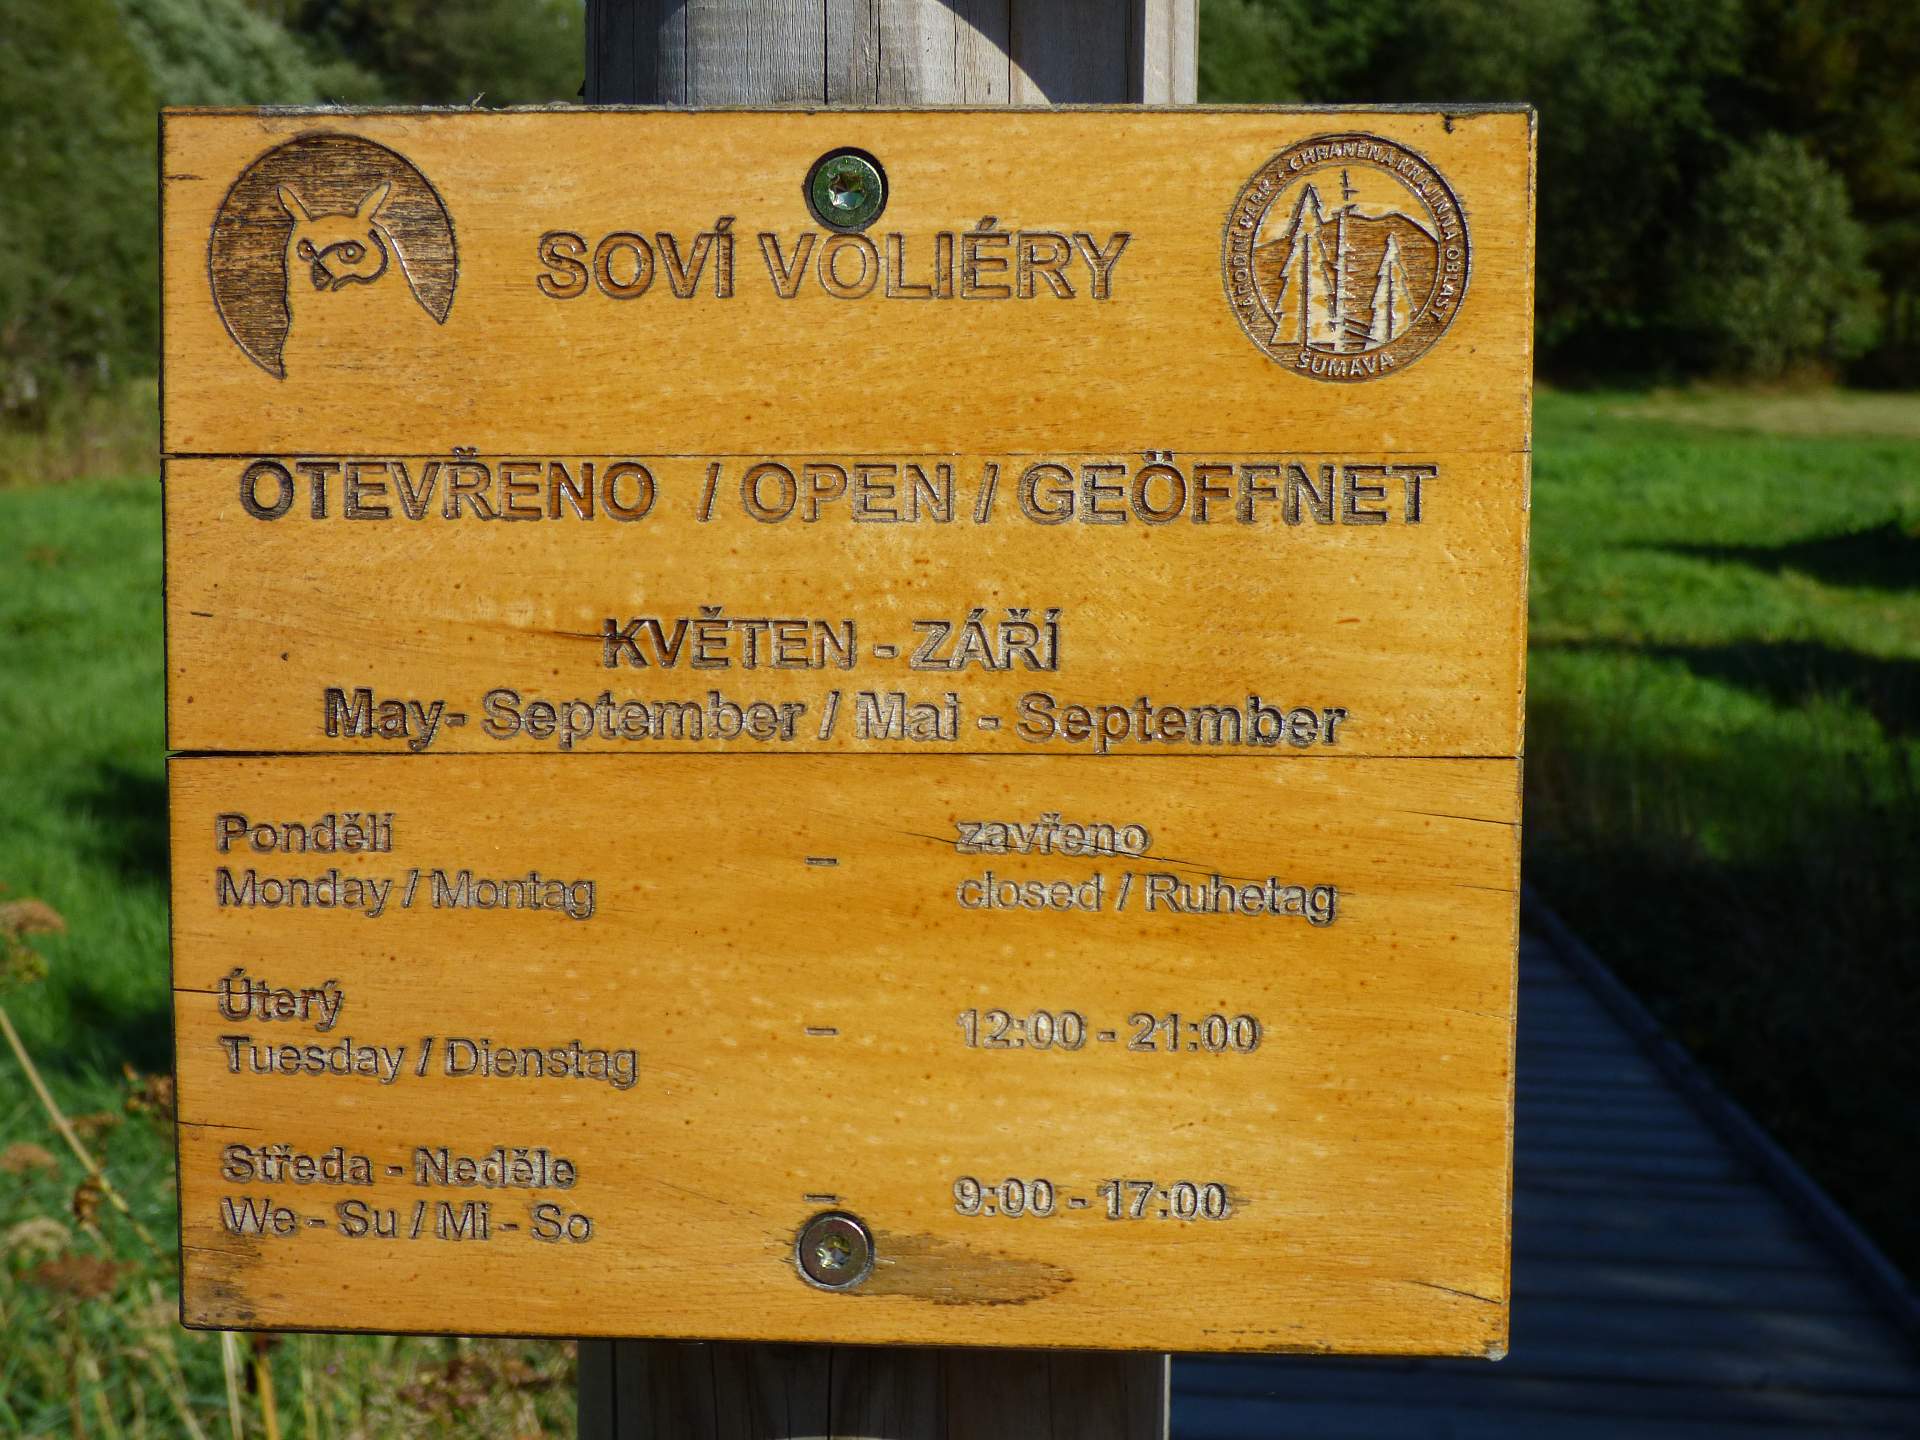 SOVÍ VOLIÉRY
NÁRODNÍ PARK • CHRÁNĚNÁ KRAJINNÁ OBLAST
ŠUMAVA
OTEVŘENO / OPEN / GEÖFFNET
KVĚTEN - ZÁŘÍ
May- September / Mai - September
Pondělí – zavřeno
Monday / Montag closed / Ruhetag
Úterý
Tuesday / Dienstag – 12:00 - 21:00
Středa - Neděle
We - Su / Mi - So – 9:00 - 17:00